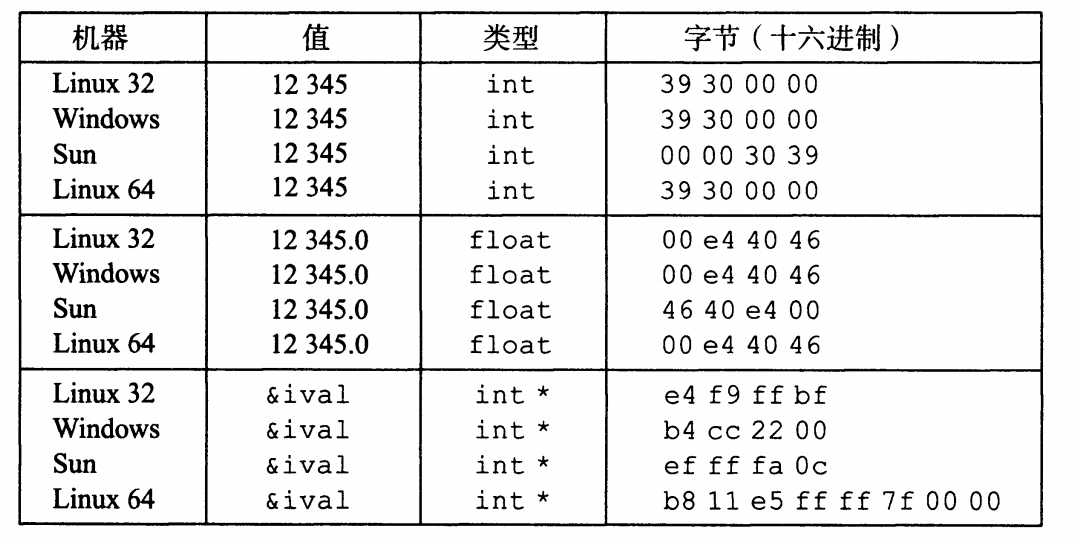 机器 值 类型 字节（十六进制）
Linux 32 12 345 int 39 30 00 00
Windows 12 345 int 39 30 00 00
Sun 12 345 int 00 00 30 39
Linux 64 12 345 int 39 30 00 00
Linux 32 12 345.0 float 00 e4 40 46
Windows 12 345.0 float 00 e4 40 46
Sun 12 345.0 float 46 40 e4 00
Linux 64 12 345.0 float 00 e4 40 46
Linux 32 &ival int * e4 f9 ff bf
Windows &ival int * b4 cc 22 00
Sun &ival int * ef ff fa 0c
Linux 64 &ival int * b8 11 e5 ff ff 7f 00 00